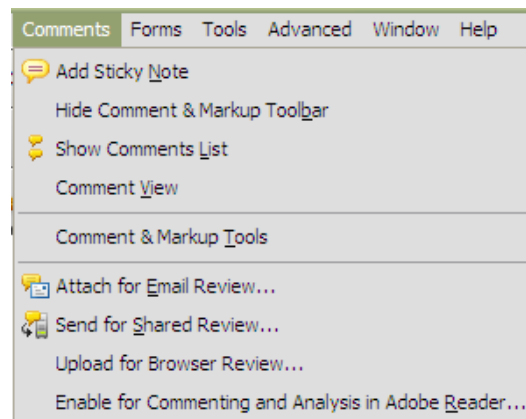 Comments Forms Tools Advanced Window Help
Add Sticky Note
Hide Comment & Markup Toolbar
Show Comments List
Comment View
Comment & Markup Tools
Attach for Email Review...
Send for Shared Review...
Upload for Browser Review...
Enable for Commenting and Analysis in Adobe Reader...